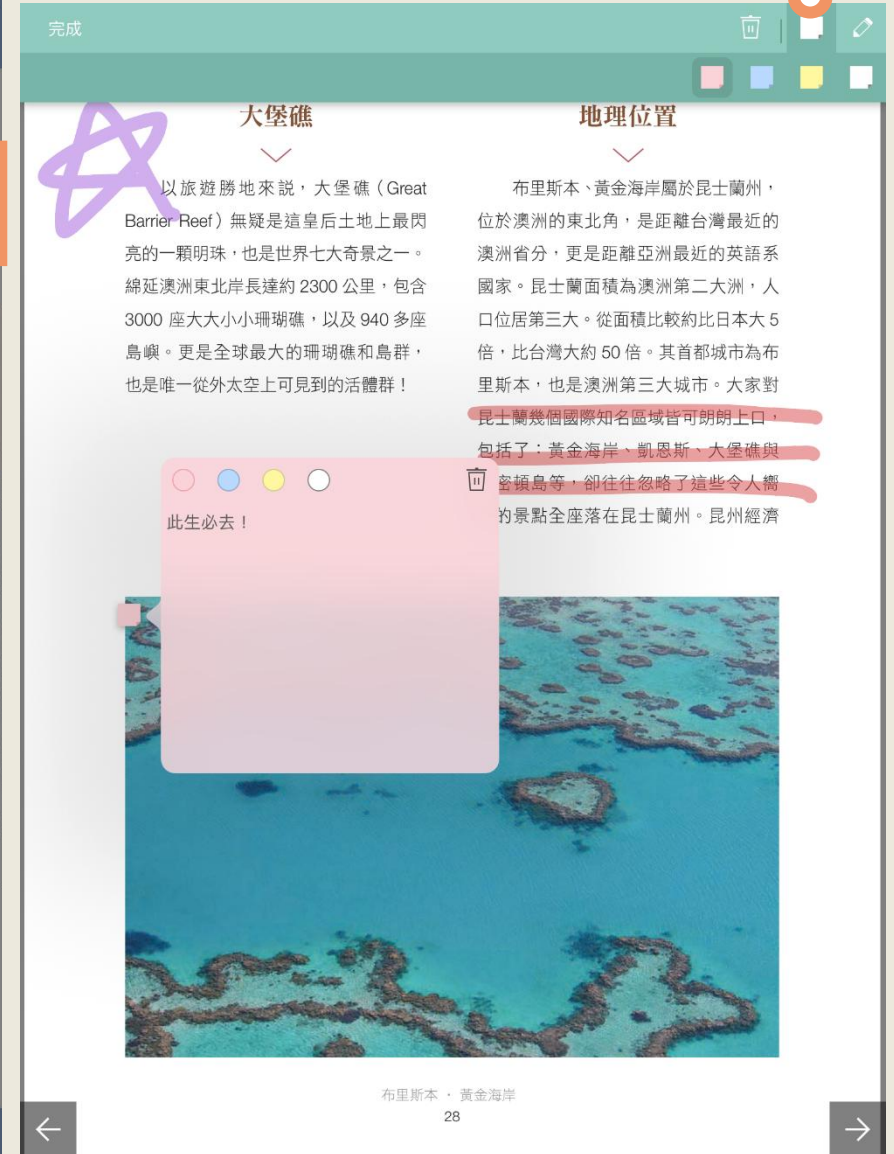 完成
大堡礁
以旅遊勝地來説，大堡礁（Great
Barrier Reef）無疑是這皇后土地上最閃
亮的一顆明珠，也是世界七大奇景之一。
綿延澳洲東北岸長達約 2300 公里，包含
3000 座大大小小珊瑚礁，以及 940 多座
島嶼。更是全球最大的珊瑚礁和島群，
也是唯一從外太空上可見到的活體群！
地理位置
布里斯本、黃金海岸屬於昆士蘭州，
位於澳洲的東北角，是距離台灣最近的
澳洲省分，更是距離亞洲最近的英語系
國家。昆士蘭面積為澳洲第二大洲，人
口位居第三大。從面積比較約比日本大 5
倍，比台灣大約 50 倍。其首都城市為布
里斯本，也是澳洲第三大城市。大家對
昆士蘭幾個國際知名區域皆可朗朗上口，
包括了：黃金海岸、凱恩斯、大堡礁與
密頓島等，卻往往忽略了這些令人嚮
的景點全座落在昆士蘭州。昆州經濟
此生必去！
布里斯本 · 黃金海岸
28